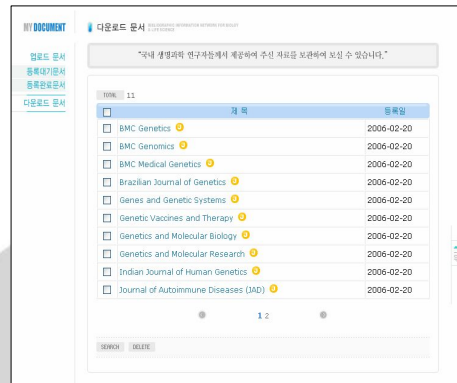 MY DOCUMENT
업로드 문서
등록대기문서
등록완료문서
다운로드 문서
다운로드 문서
"국내 생명과학 연구자들께서 제공하여 주신 자료를 보관하여 보실 수 있습니다."
TOTAL 11
제 목 등록일
BMC Genetics 2006-02-20
BMC Genomics 2006-02-20
BMC Medical Genetics 2006-02-20
Brazilian Journal of Genetics 2006-02-20
Genes and Genetic Systems 2006-02-20
Genetic Vaccines and Therapy 2006-02-20
Genetics and Molecular Biology 2006-02-20
Genetics and Molecular Research 2006-02-20
Indian Journal of Human Genetics 2006-02-20
Journal of Autoimmune Diseases (JAD) 2006-02-20
1 2
SEARCH DELETE